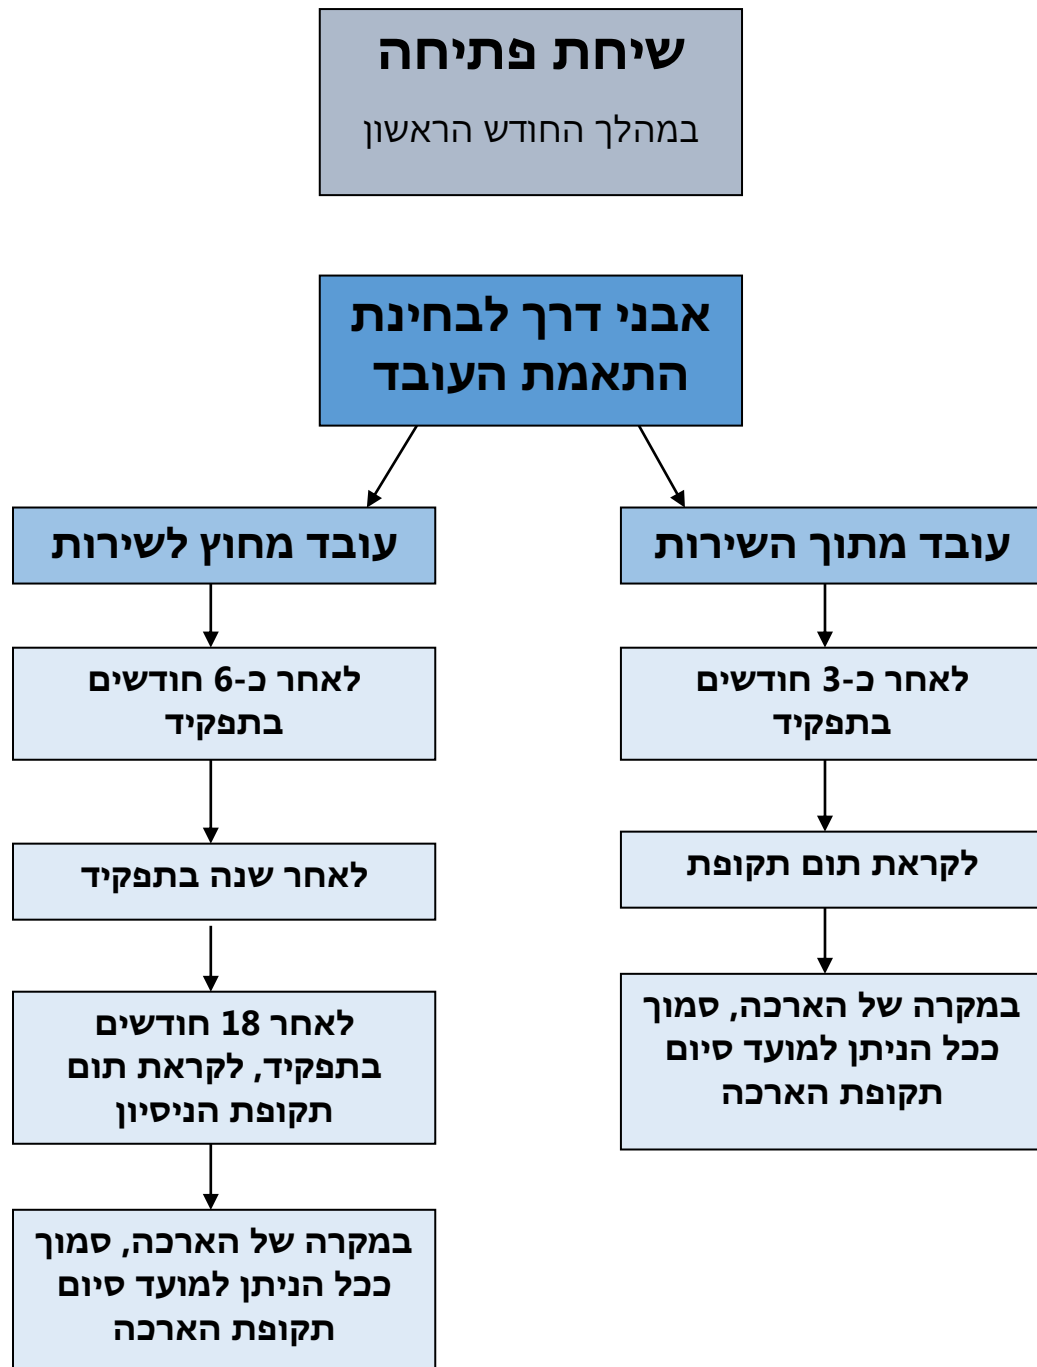 שיחת פתיחה
במהלך החודש הראשון
אבני דרך לבחינת
התאמת העובד
עובד מתוך השירות
לאחר כ-3 חודשים
בתפקיד
לקראת תום תקופת
במקרה של הארכה, סמוך
ככל הניתן למועד סיום
תקופת הארכה
עובד מחוץ לשירות
לאחר כ-6 חודשים
בתפקיד
לאחר שנה בתפקיד
לאחר 18 חודשים
בתפקיד, לקראת תום
תקופת הניסיון
במקרה של הארכה, סמוך
ככל הניתן למועד סיום
תקופת הארכה